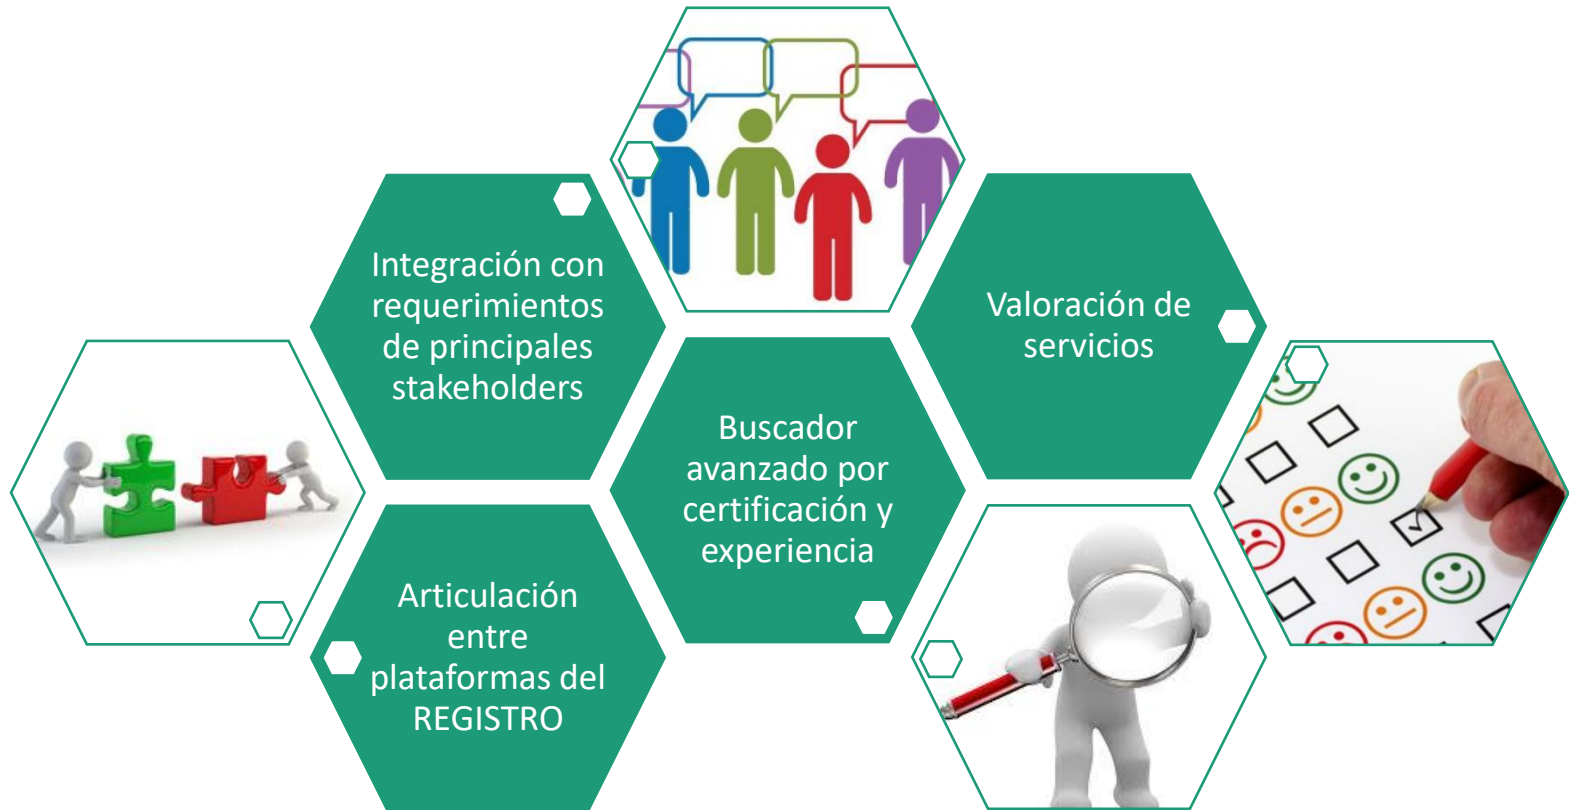 Integración con
requerimientos
de principales
stakeholders
Valoración de
servicios
Buscador
avanzado por
certificación y
experiencia
Articulación
entre
plataformas del
REGISTRO